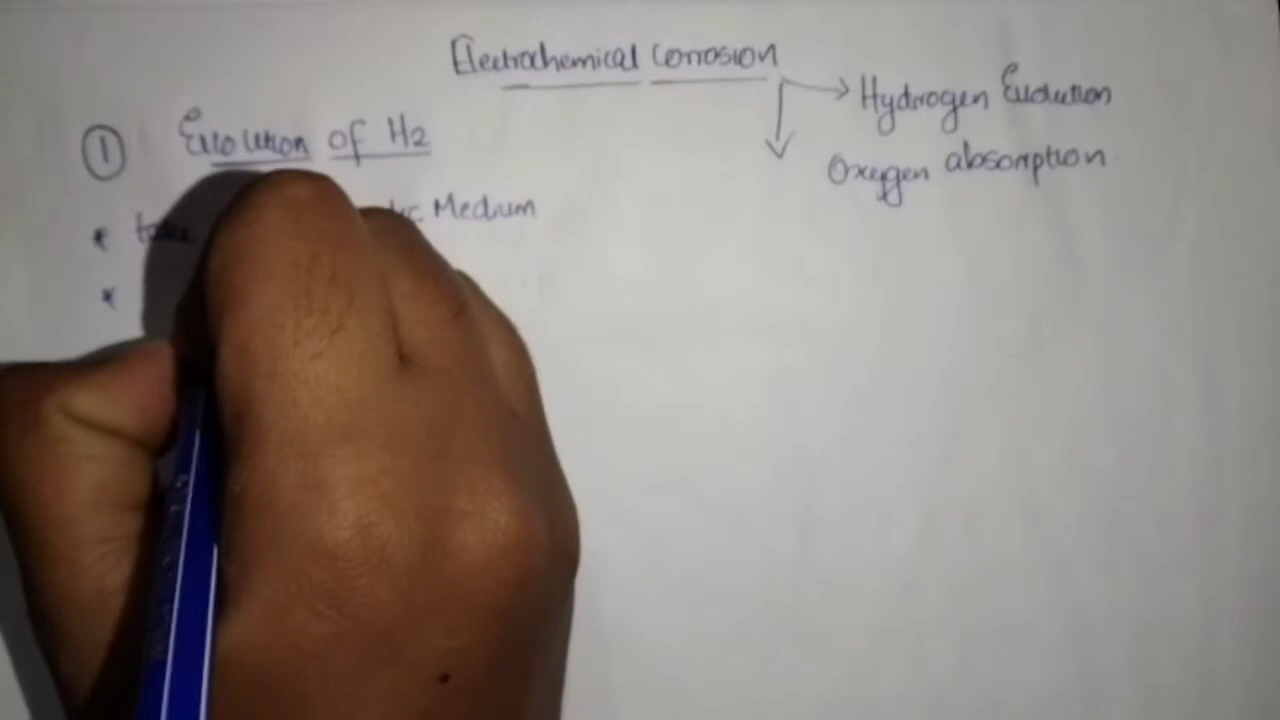 Electrochemical Corrosion
Hydrogen Evolution
Oxygen absorption
① Evolution of H2
* Medium
*